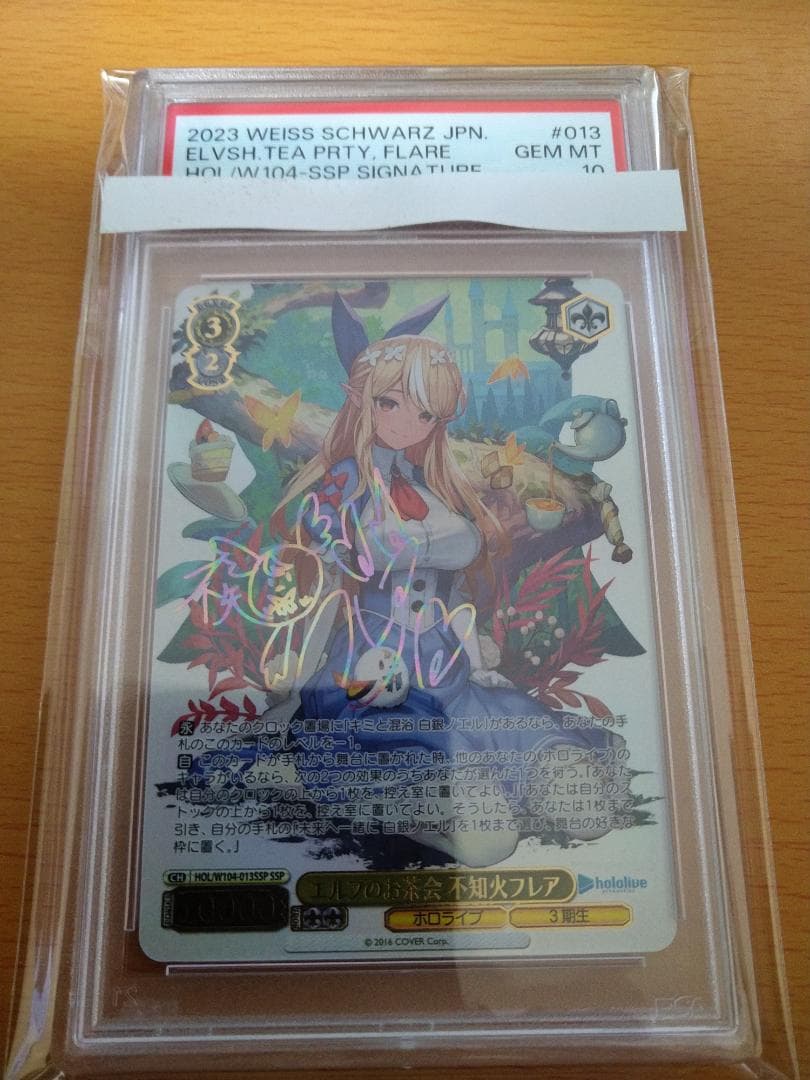 2023 WEISS SCHWARZ JPN. #013
ELVSH.TEA PRTY, FLARE GEM MT
HOL/W104-SSP SIGNATURE 10
LEVEL
3
2
COST
永 あなたのクロック置場に「キミと混浴 白銀ノエル」があるなら、あなたの手
札のこのカードのレベルを-1。
自 このカードが手札から舞台に置かれた時、他のあなたの《ホロライブ》の
キャラがいるなら、次の2つの効果のうちあなたが選んだ1つを行う。「あなた
は自分のクロックの上から1枚を、控え室に置いてよい。」「あなたは自分のス
トックの上から1枚を、控え室に置いてよい。そうしたら、あなたは1枚まで
引き、自分の手札の「未来へ一緒に 白銀ノエル」を1枚まで選び、舞台の好きな
枠に置く。」
CH HOL/W104-013SSP SSP
エルフのお茶会 不知火フレア
hololive
production
POWER 10000 SOUL
ホロライブ 3期生
© 2016 COVER Corp.
PSA